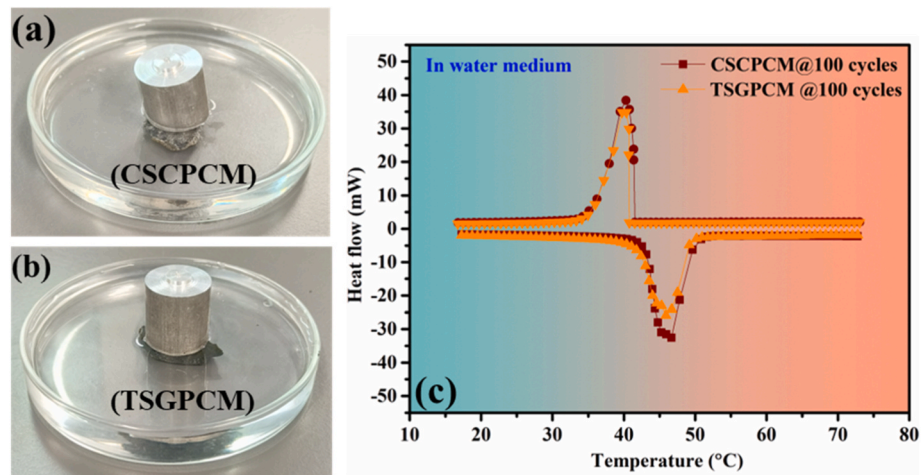 (a)
(CSCPCM)
(b)
(TSGPCM)
In water medium
CSCPCM@100 cycles
TSGPCM @100 cycles
50
40
30
20
10
0
-10
-20
-30
-40
-50
Heat flow (mW)
(c)
10 20 30 40 50 60 70 80
Temperature (°C)